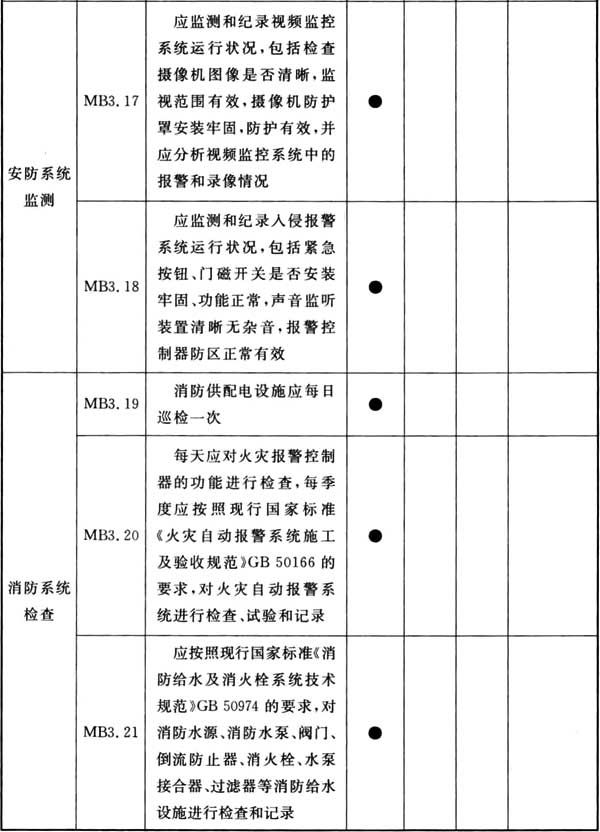 安防系统
监测
MB3.17
应监测和纪录视频监控
系统运行状况,包括检查
摄像机图像是否清晰,监
视范围有效,摄像机防护
罩安装牢固,防护有效,并
应分析视频监控系统中的
报警和录像情况
●
MB3.18
应监测和纪录入侵报警
系统运行状况,包括紧急
按钮、门磁开关是否安装
牢固、功能正常,声音监听
装置清晰无杂音,报警控
制器防区正常有效
●
消防系统
检查
MB3.19
消防供配电设施应每日
巡检一次
●
MB3.20
每天应对火灾报警控制
器的功能进行检查,每季
度应按照现行国家标准
《火灾自动报警系统施工
及验收规范》GB 50166 的
要求,对火灾自动报警系
统进行检查、试验和记录
●
MB3.21
应按照现行国家标准《消
防给水及消火栓系统技术
规范》GB 50974 的要求,对
消防水源、消防水泵、阀门、
倒流防止器、消火栓、水泵
接合器、过滤器等消防给水
设施进行检查和记录
●